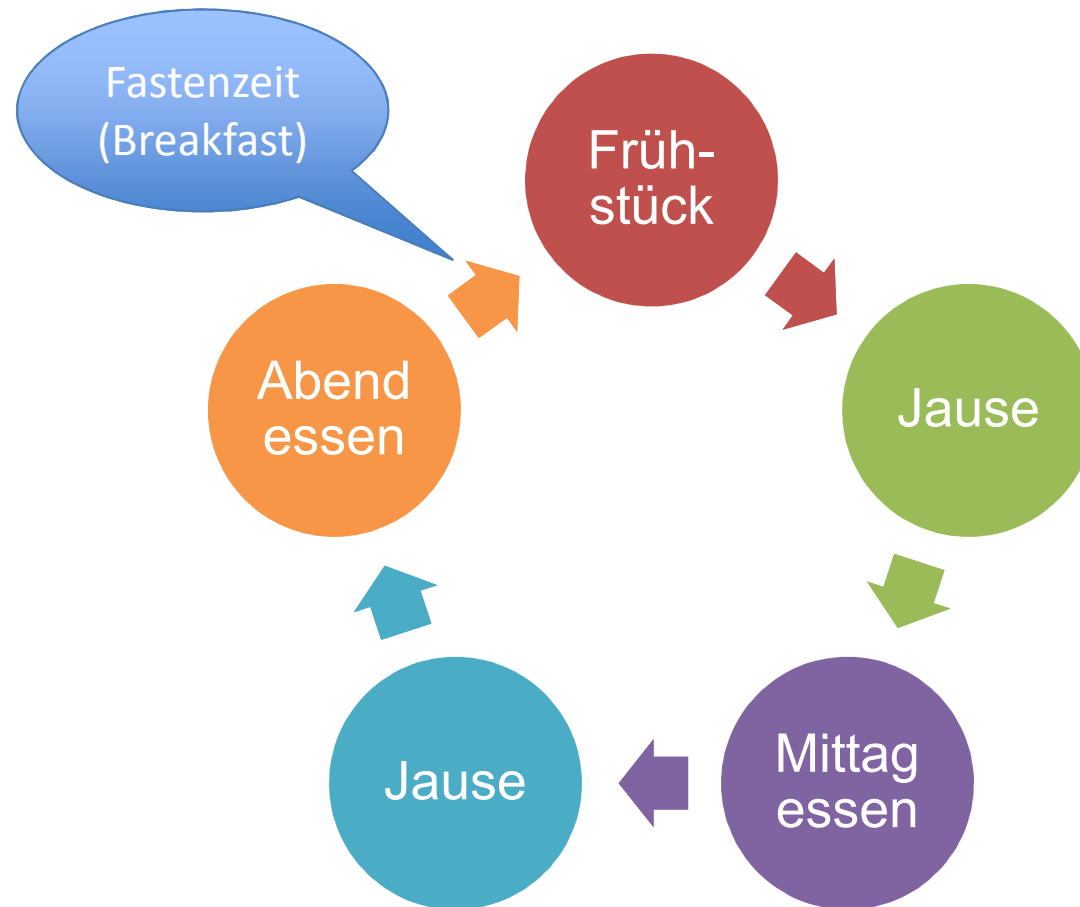 Fastenzeit
(Breakfast)
Früh-
stück
Jause
Mittag
essen
Jause
Abend
essen